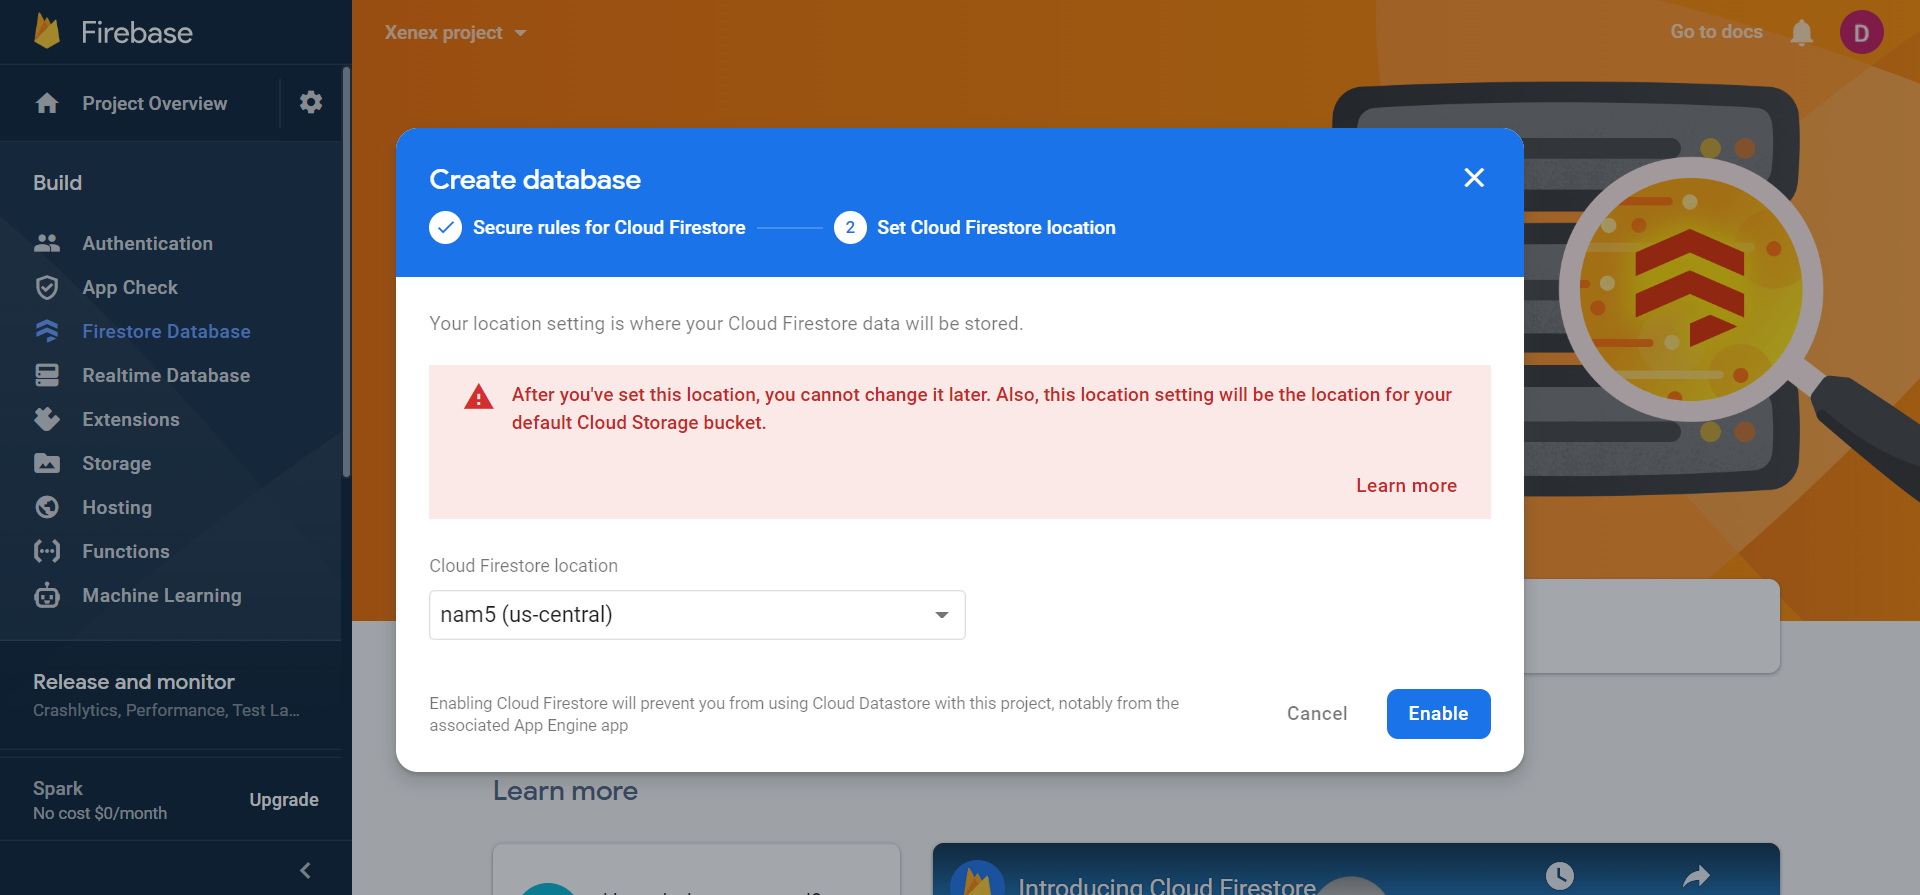 Firebase
Project Overview
Build
Authentication
App Check
Firestore Database
Realtime Database
Extensions
Storage
Hosting
Functions
Machine Learning
Release and monitor
Crashlytics, Performance, Test La...
Spark
No cost $0/month
Upgrade
Xenex project
Go to docs
D
Create database
Secure rules for Cloud Firestore
2 Set Cloud Firestore location
Your location setting is where your Cloud Firestore data will be stored.
After you've set this location, you cannot change it later. Also, this location setting will be the location for your
default Cloud Storage bucket.
Learn more
Cloud Firestore location
nam5 (us-central)
Enabling Cloud Firestore will prevent you from using Cloud Datastore with this project, notably from the
associated App Engine app
Cancel
Enable
Learn more
Introducing Cloud Firestore